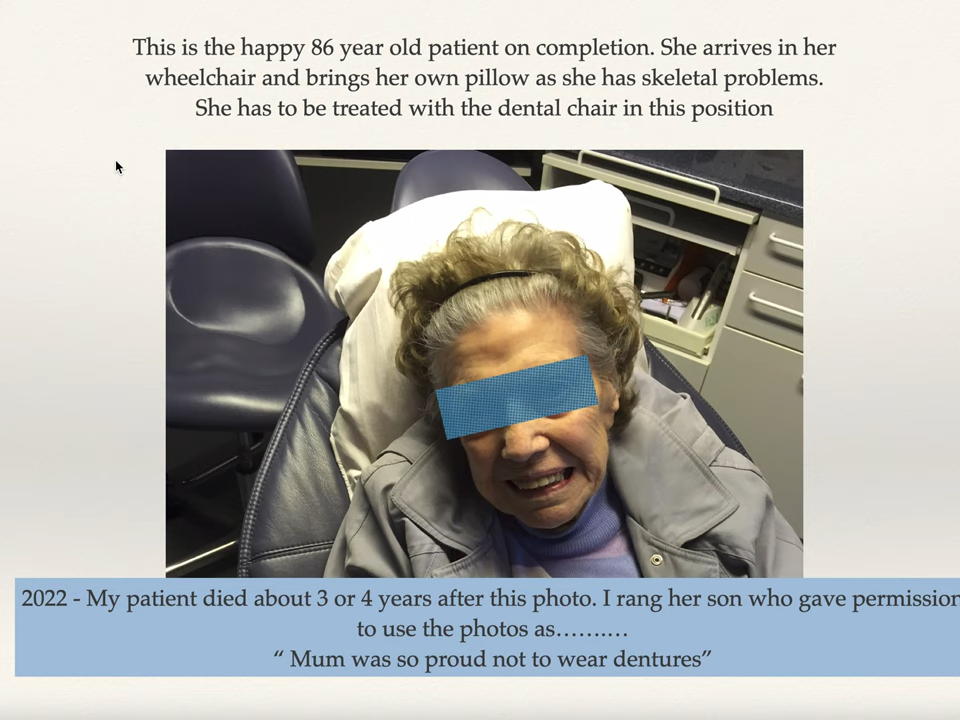 This is the happy 86 year old patient on completion. She arrives in her
wheelchair and brings her own pillow as she has skeletal problems.
She has to be treated with the dental chair in this position
2022 - My patient died about 3 or 4 years after this photo. I rang her son who gave permission
to use the photos as……..…
“ Mum was so proud not to wear dentures”